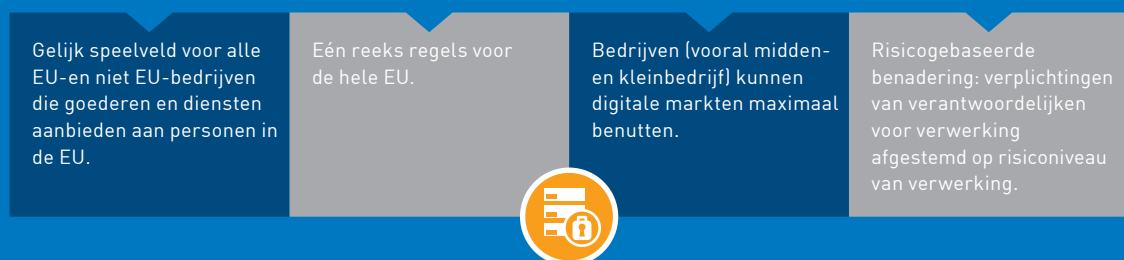 Gelijk speelveld voor alle
EU-en niet EU-bedrijven
die goederen en diensten
aanbieden aan personen in
de EU.
Eén reeks regels voor
de hele EU.
Bedrijven (vooral midden-
en kleinbedrijf) kunnen
digitale markten maximaal
benutten.
Risicogebaseerde
benadering: verplichtingen
van verantwoordelijken
voor verwerking
afgestemd op risiconiveau
van verwerking.